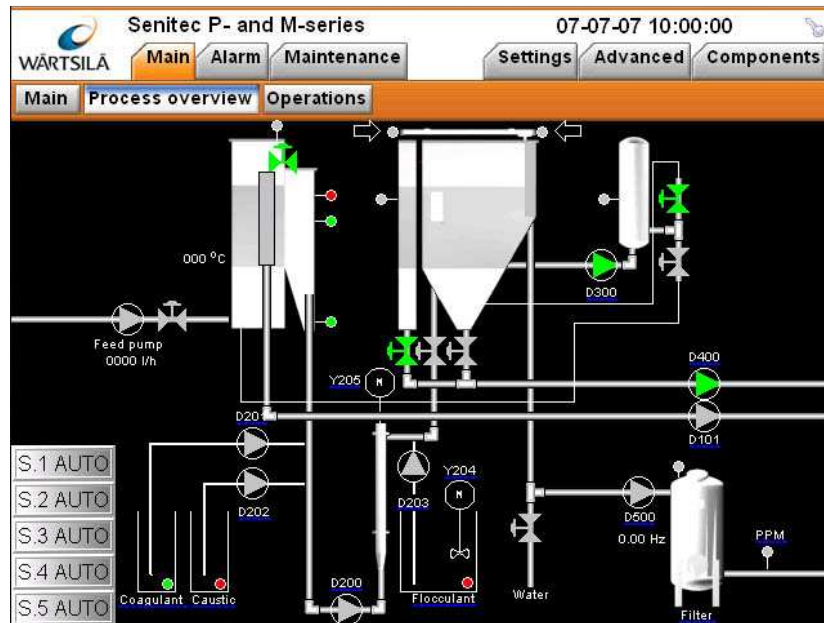 Senitec P- and M-series
07-07-07 10:00:00
WÄRTSILÄ
Main
Alarm
Maintenance
Settings
Advanced
Components
Main
Process overview
Operations
000 °C
D300
Feed pump
0000 l/h
Y205
M
D400
D201
D101
S.1 AUTO
S.2 AUTO
S.3 AUTO
S.4 AUTO
S.5 AUTO
D202
D203
Y204
M
D500
0.00 Hz
PPM
D200
Coagulant
Caustic
Flocculant
Water
Filter